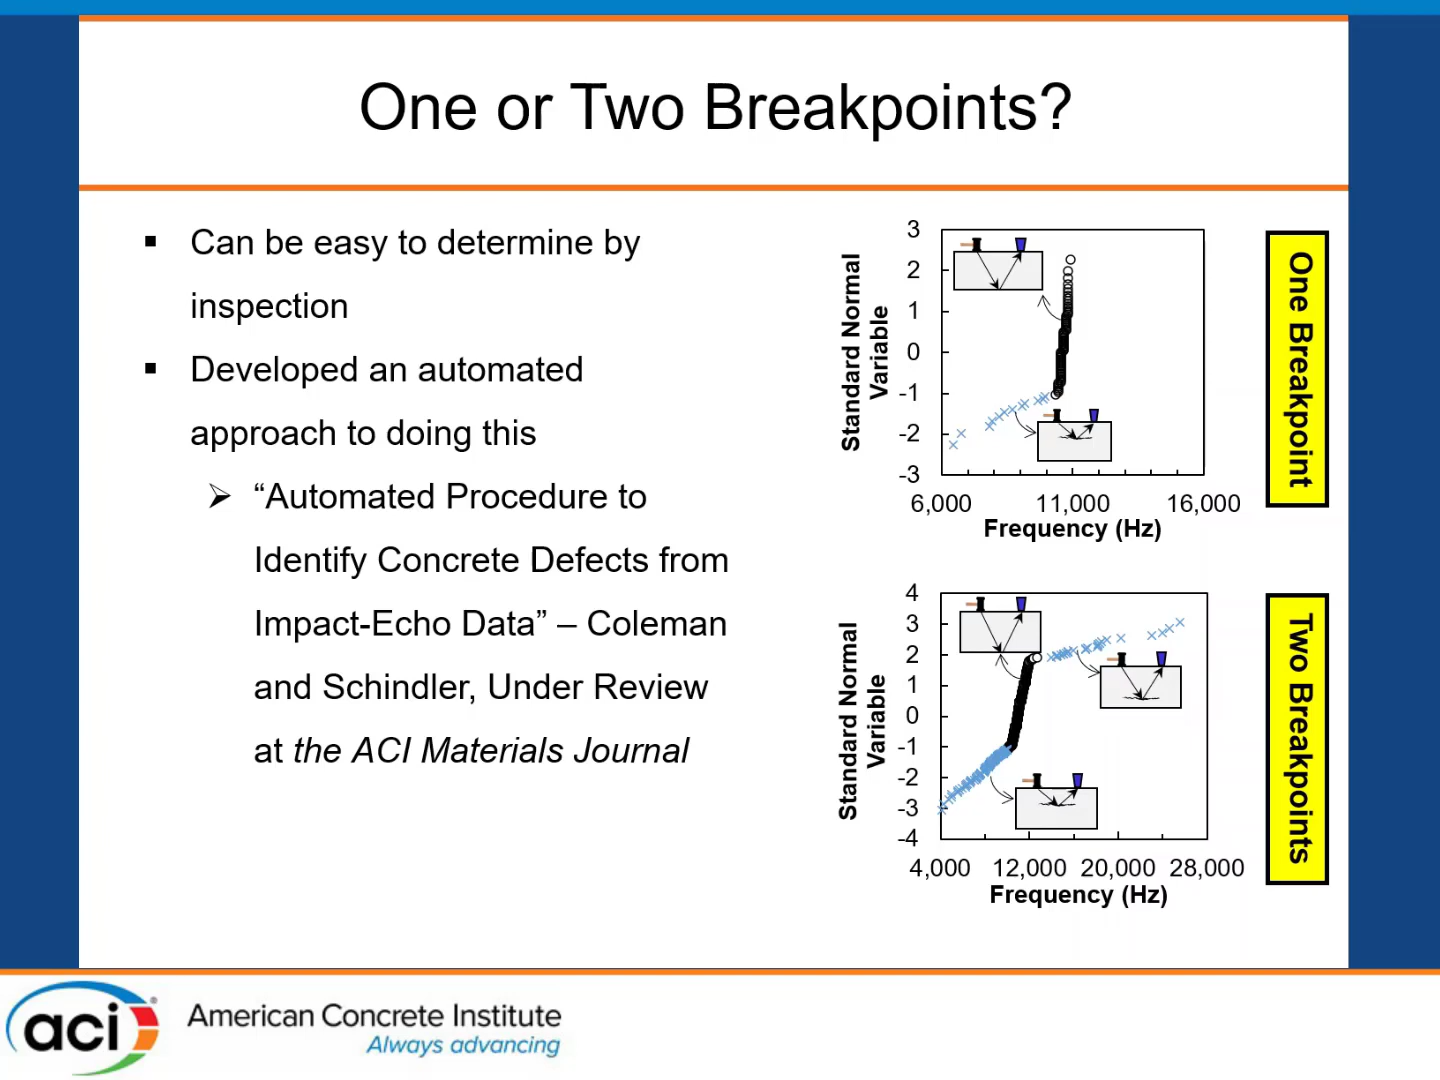 One or Two Breakpoints?
▪ Can be easy to determine by
inspection
▪ Developed an automated
approach to doing this
➢ “Automated Procedure to
Identify Concrete Defects from
Impact-Echo Data” – Coleman
and Schindler, Under Review
at the ACI Materials Journal
Standard Normal
Variable
3
2
1
0
-1
-2
-3
6,000 11,000 16,000
Frequency (Hz)
One Breakpoint
Standard Normal
Variable
4
3
2
1
0
-1
-2
-3
-4
4,000 12,000 20,000 28,000
Frequency (Hz)
Two Breakpoints
aci®
American Concrete Institute
Always advancing